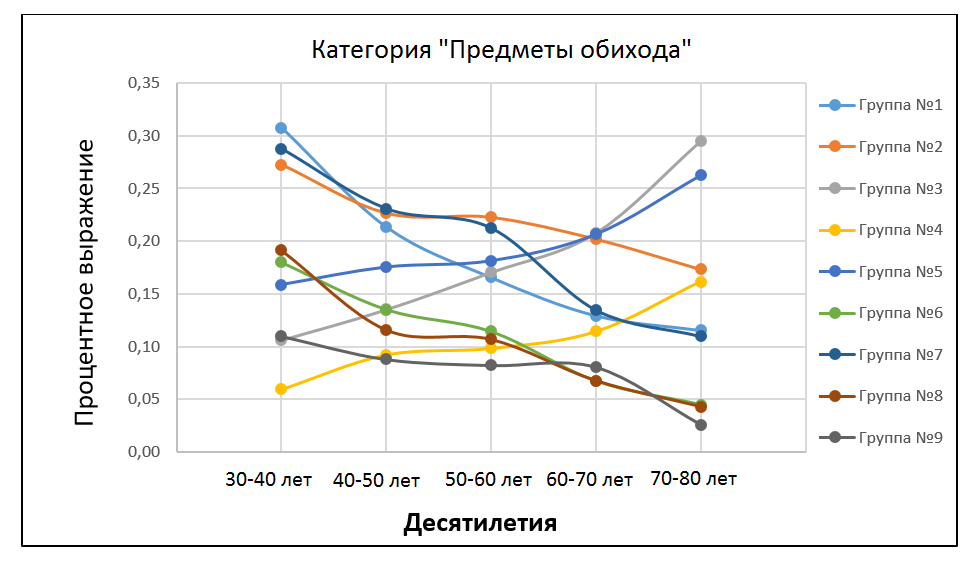 Категория "Предметы обихода"
Процентное выражение
0,35
0,30
0,25
0,20
0,15
0,10
0,05
0,00
30-40 лет
40-50 лет
50-60 лет
60-70 лет
70-80 лет
Десятилетия
Группа №1
Группа №2
Группа №3
Группа №4
Группа №5
Группа №6
Группа №7
Группа №8
Группа №9